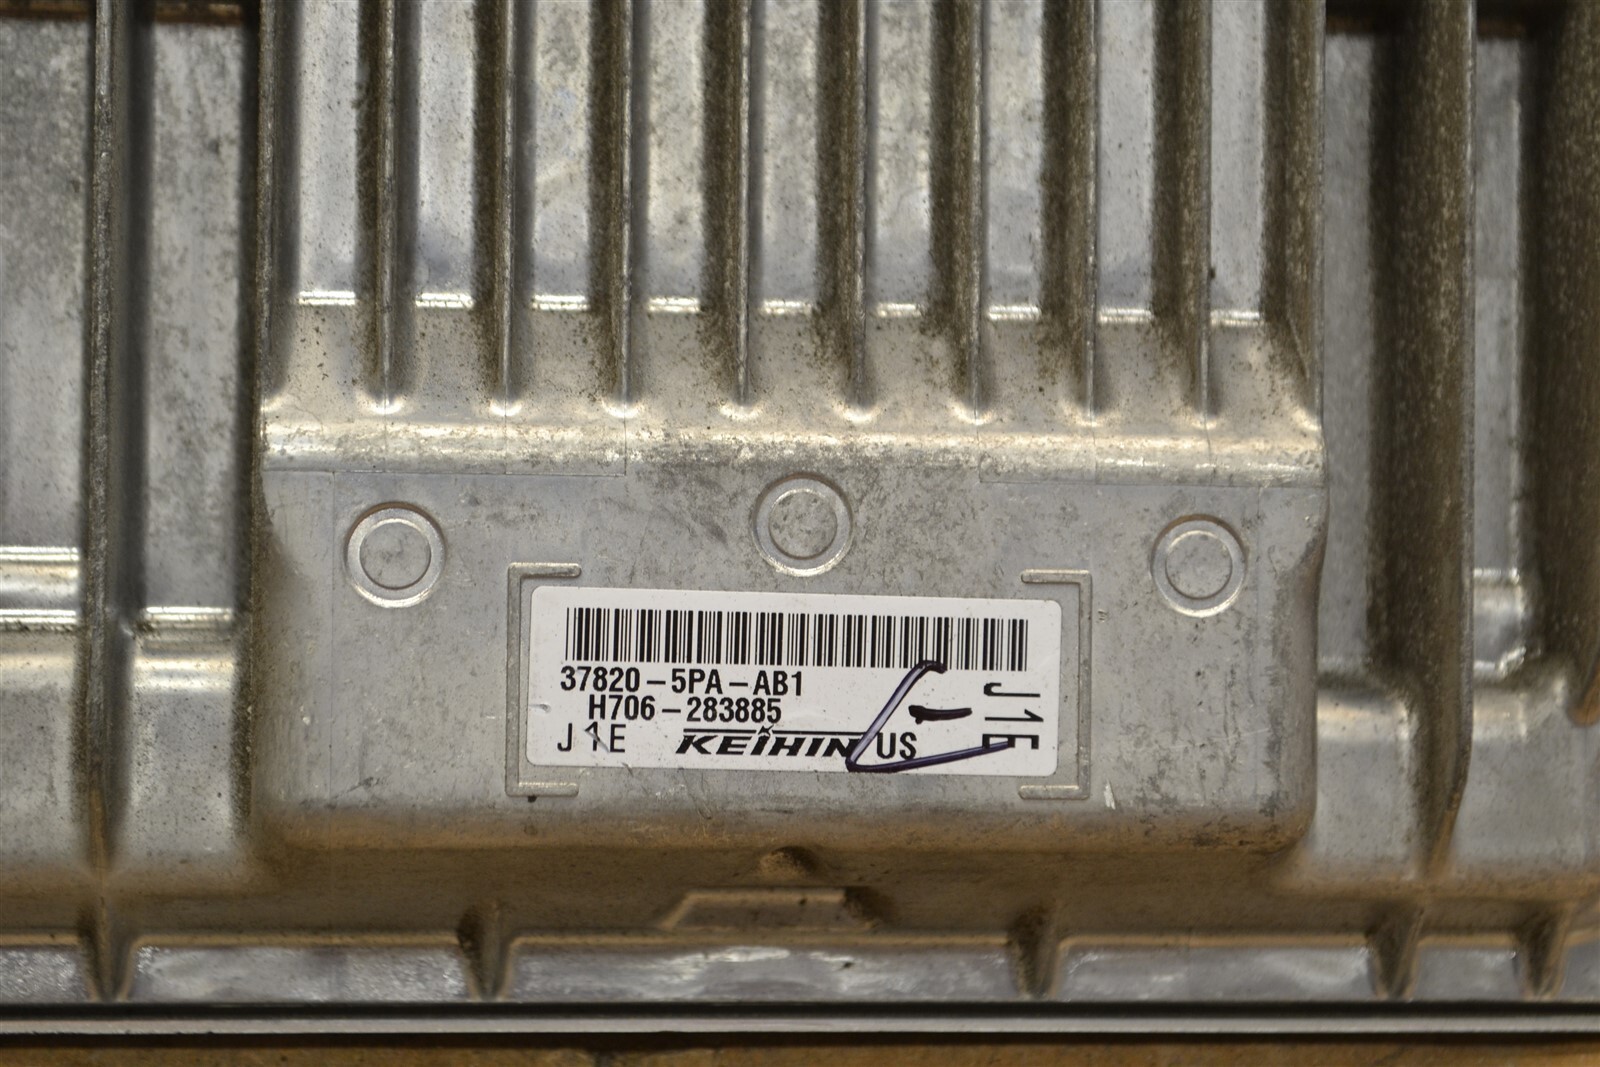 37820-5PA-AB1
H706-283885
J1E KEIHIN US
J1E